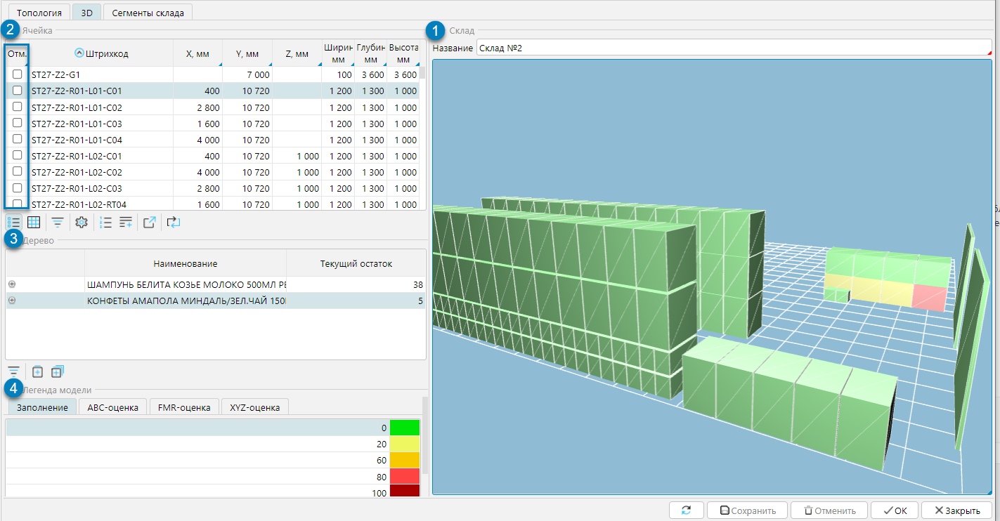 Топология 3D Сегменты склада
2 Ячейка
Отм. Штрихкод X, мм Y, мм Z, мм Ширин мм Глубин мм Высота мм
ST27-Z2-G1 7 000 100 3 600 3 600
ST27-Z2-R01-L01-C01 400 10 720 1 200 1 300 1 000
ST27-Z2-R01-L01-C02 2 800 10 720 1 200 1 300 1 000
ST27-Z2-R01-L01-C03 1 600 10 720 1 200 1 300 1 000
ST27-Z2-R01-L01-C04 4 000 10 720 1 200 1 300 1 000
ST27-Z2-R01-L02-C01 400 10 720 1 000 1 200 1 300 1 000
ST27-Z2-R01-L02-C02 4 000 10 720 1 000 1 200 1 300 1 000
ST27-Z2-R01-L02-C03 2 800 10 720 1 000 1 200 1 300 1 000
ST27-Z2-R01-L02-RT04 1 600 10 720 1 000 1 200 1 300 1 000
3 Дерево
Наименование Текущий остаток
ШАМПУНЬ БЕЛИТА КОЗЬЕ МОЛОКО 500МЛ 38
КОНФЕТЫ АМАПОЛА МИНДАЛЬ/ЗЕЛ.ЧАЙ 5
4 Легенда модели
Заполнение ABC-оценка FMR-оценка XYZ-оценка
0
20
60
80
100
1 Склад
Название Склад №2
Сохранить Отменить OK Закрыть